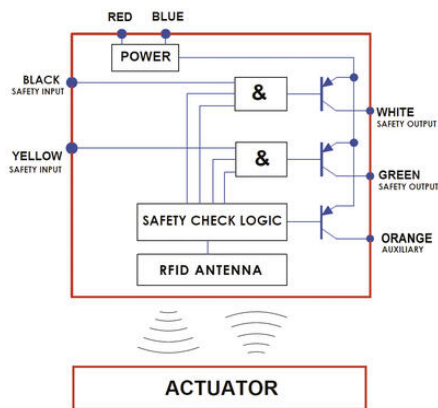 RED BLUE
POWER
BLACK
SAFETY INPUT
&
WHITE
SAFETY OUTPUT
YELLOW
SAFETY INPUT
&
GREEN
SAFETY OUTPUT
SAFETY CHECK LOGIC
ORANGE
AUXILIARY
RFID ANTENNA
ACTUATOR